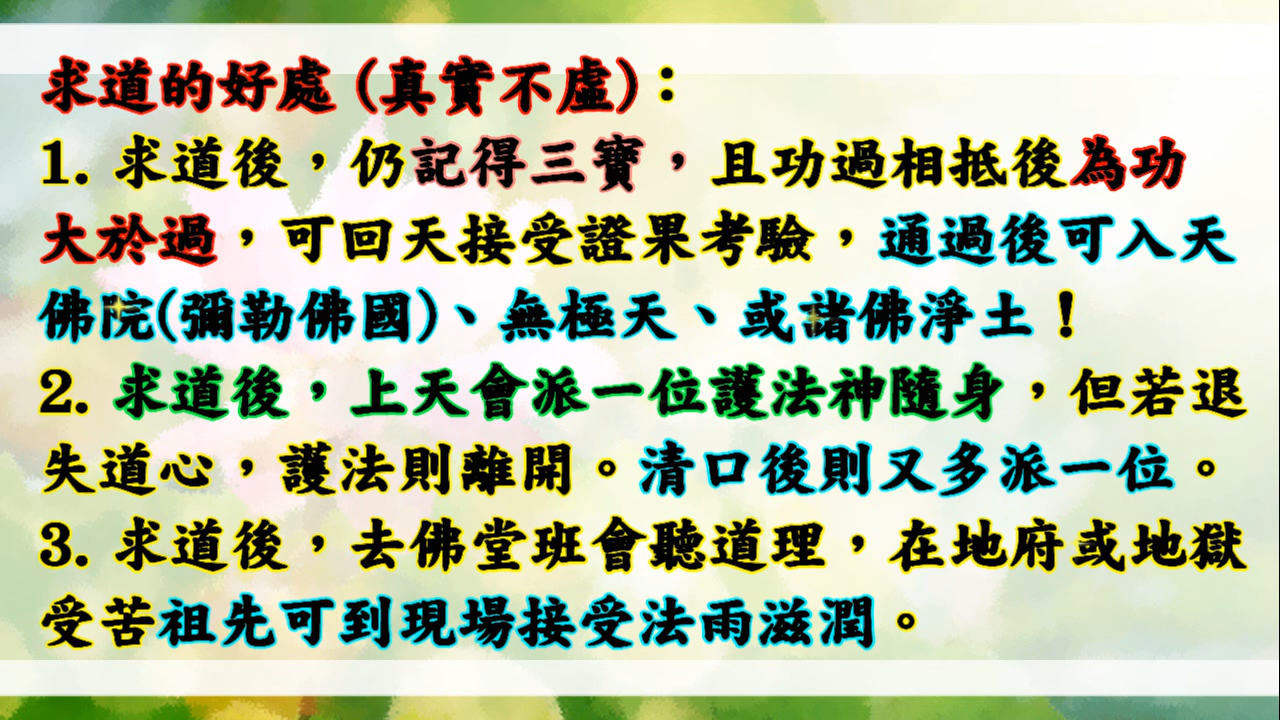 求道的好處 (真實不虛)：
1. 求道後，仍記得三寶，且功過相抵後為功
大於過，可回天接受證果考驗，通過後可入天
佛院(彌勒佛國)、無極天、或諸佛淨土！
2. 求道後，上天會派一位護法神隨身，但若退
失道心，護法則離開。清口後則又多派一位。
3. 求道後，去佛堂班會聽道理，在地府或地獄
受苦祖先可到現場接受法雨滋潤。